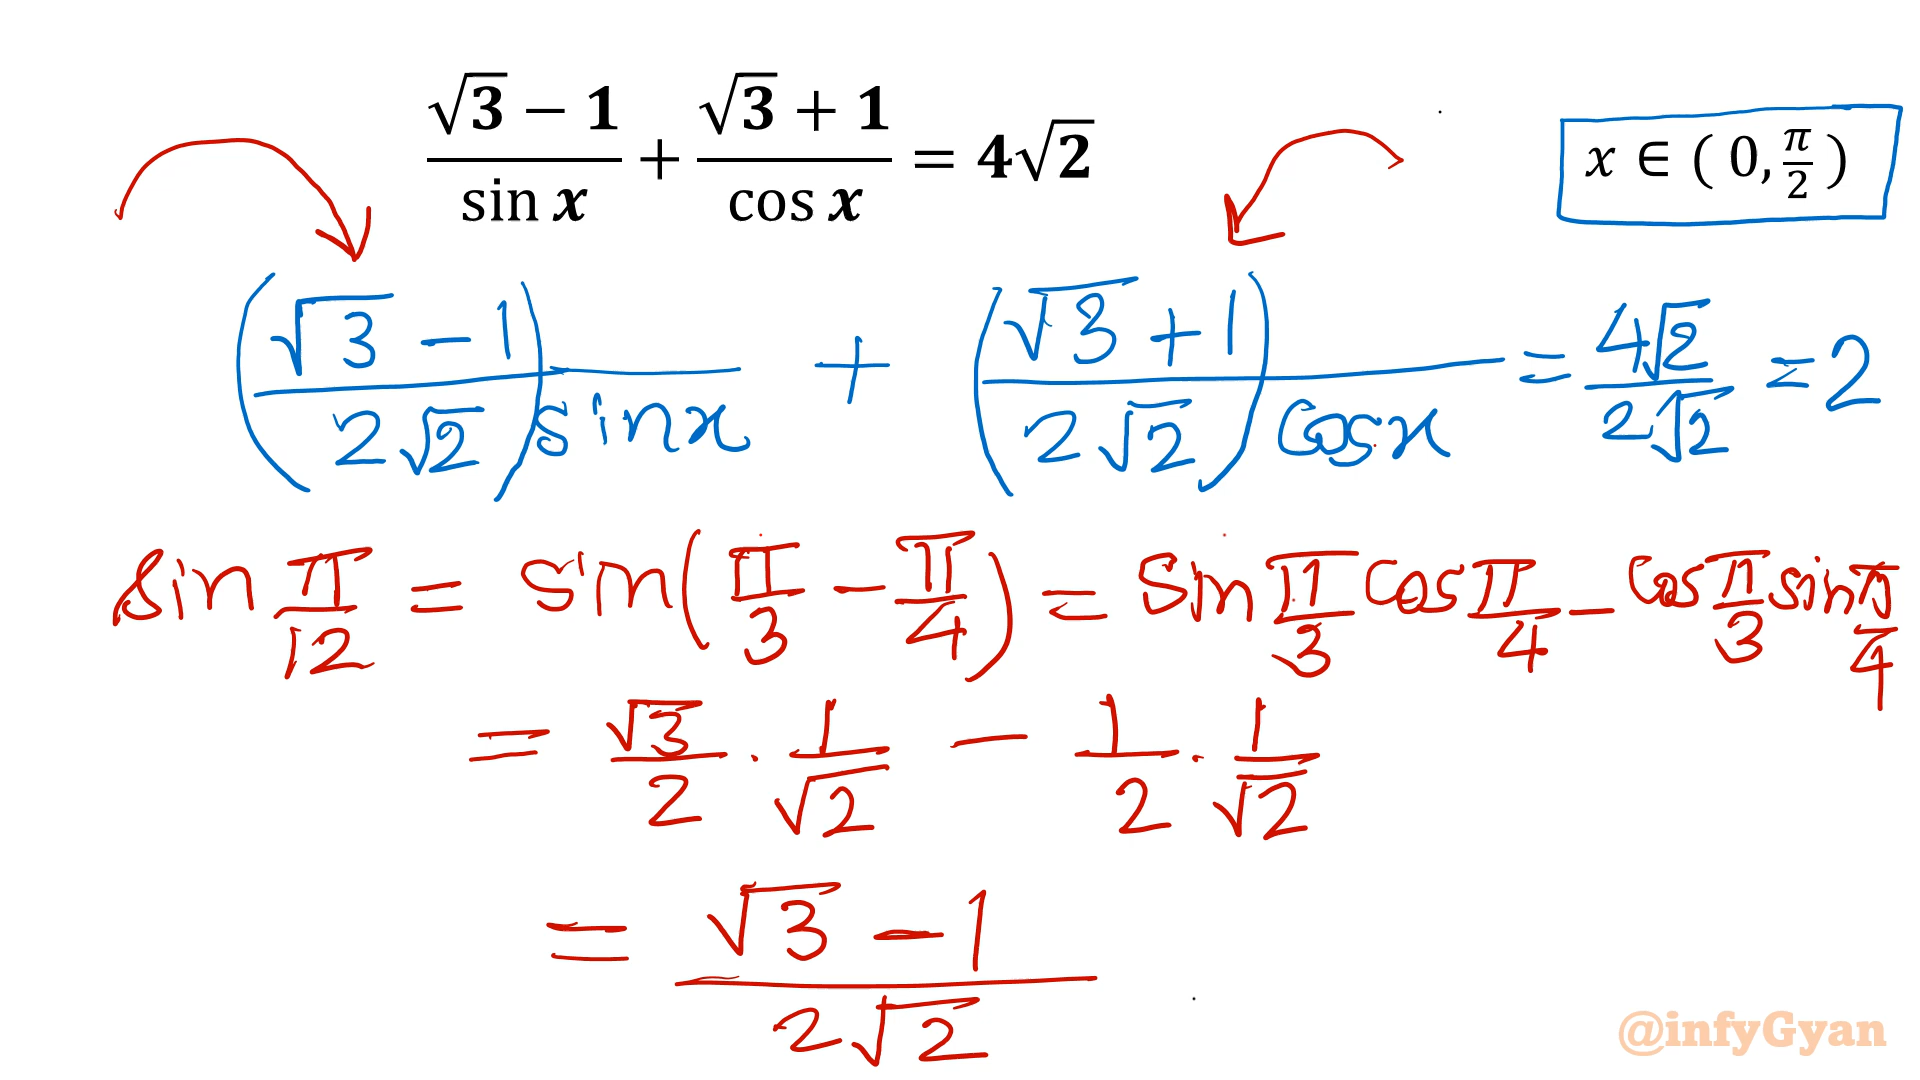 (√3 − 1)/(sin x) + (√3 + 1)/(cos x) = 4√2
x ∈ ( 0, π/2 )
((√3 − 1)/(2√2)) / sin x + ((√3 + 1)/(2√2)) / cos x = 4√2/2√2 = 2
sin π/12 = sin(π/3 − π/4) = sin π/3 cos π/4 − cos π/3 sin π/4
= √3/2 · 1/√2 − 1/2 · 1/√2
= (√3 − 1)/(2√2)
@infyGyan